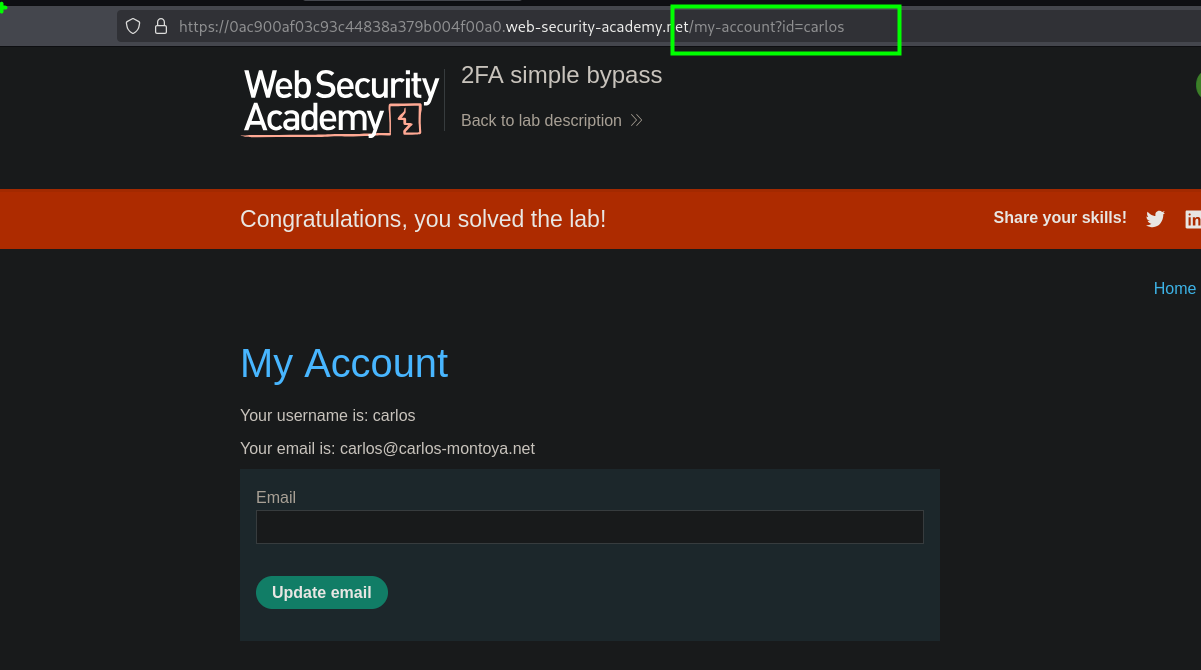 https://0ac900af03c93c44838a379b004f00a0.web-security-academy.net/my-account?id=carlos
WebSecurity
Academy
2FA simple bypass
Back to lab description
Congratulations, you solved the lab!
Share your skills!
in
Home
My Account
Your username is: carlos
Your email is: carlos@carlos-montoya.net
Email
Update email